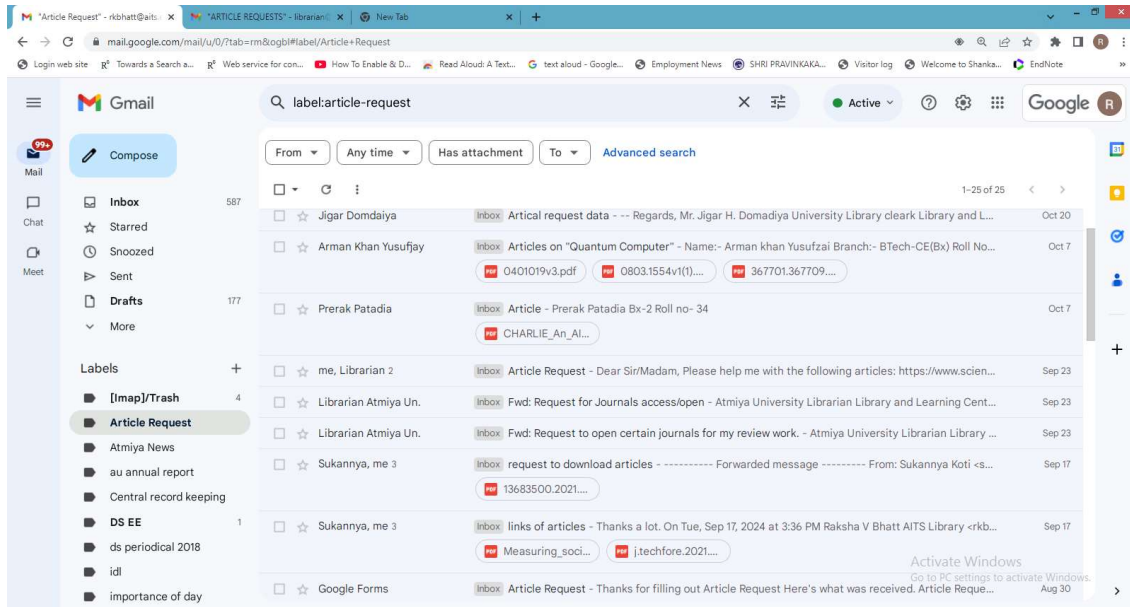 "Article Request" - rkbhatt@aits
"ARTICLE REQUESTS" - librarian@
New Tab
mail.google.com/mail/u/0/?tab=rm&ogbl#label/Article+Request
R
Login web site
Towards a Search a...
Web service for con...
How To Enable & D...
Read Aloud: A Text...
text aloud - Google...
Employment News
SHRI PRAVINKAKA...
Visitor log
Welcome to Shanka...
EndNote
Gmail
label:article-request
Active
Google
R
99+
Mail
Chat
Meet
Compose
Inbox 587
Starred
Snoozed
Sent
Drafts 177
More
Labels
[Imap]/Trash 4
Article Request
Atmiya News
au annual report
Central record keeping
DS EE 1
ds periodical 2018
idl
importance of day
From
Any time
Has attachment
To
Advanced search
1–25 of 25
Jigar Domdaiya Inbox Artical request data - -- Regards, Mr. Jigar H. Domadiya University Library cleark Library and L... Oct 20
Arman Khan Yusufjay Inbox Articles on "Quantum Computer" - Name:- Arman khan Yusufzai Branch:- BTech-CE(Bx) Roll No... Oct 7
PDF 0401019v3.pdf PDF 0803.1554v1(1).... PDF 367701.367709....
Prerak Patadia Inbox Article - Prerak Patadia Bx-2 Roll no- 34 Oct 7
PDF CHARLIE_An_AI...
me, Librarian 2 Inbox Article Request - Dear Sir/Madam, Please help me with the following articles: https://www.scien... Sep 23
Librarian Atmiya Un. Inbox Fwd: Request for Journals access/open - Atmiya University Librarian Library and Learning Cent... Sep 23
Librarian Atmiya Un. Inbox Fwd: Request to open certain journals for my review work. - Atmiya University Librarian Library ... Sep 23
Sukannya, me 3 Inbox request to download articles - ---------- Forwarded message --------- From: Sukannya Koti <s... Sep 17
PDF 13683500.2021....
Sukannya, me 3 Inbox links of articles - Thanks a lot. On Tue, Sep 17, 2024 at 3:36 PM Raksha V Bhatt AITS Library <rkb... Sep 17
PDF Measuring_soci... PDF j.techfore.2021....
Google Forms Inbox Article Request - Thanks for filling out Article Request Here's what was received. Article Reque... Aug 30
31
Activate Windows
Go to PC settings to activate Windows.